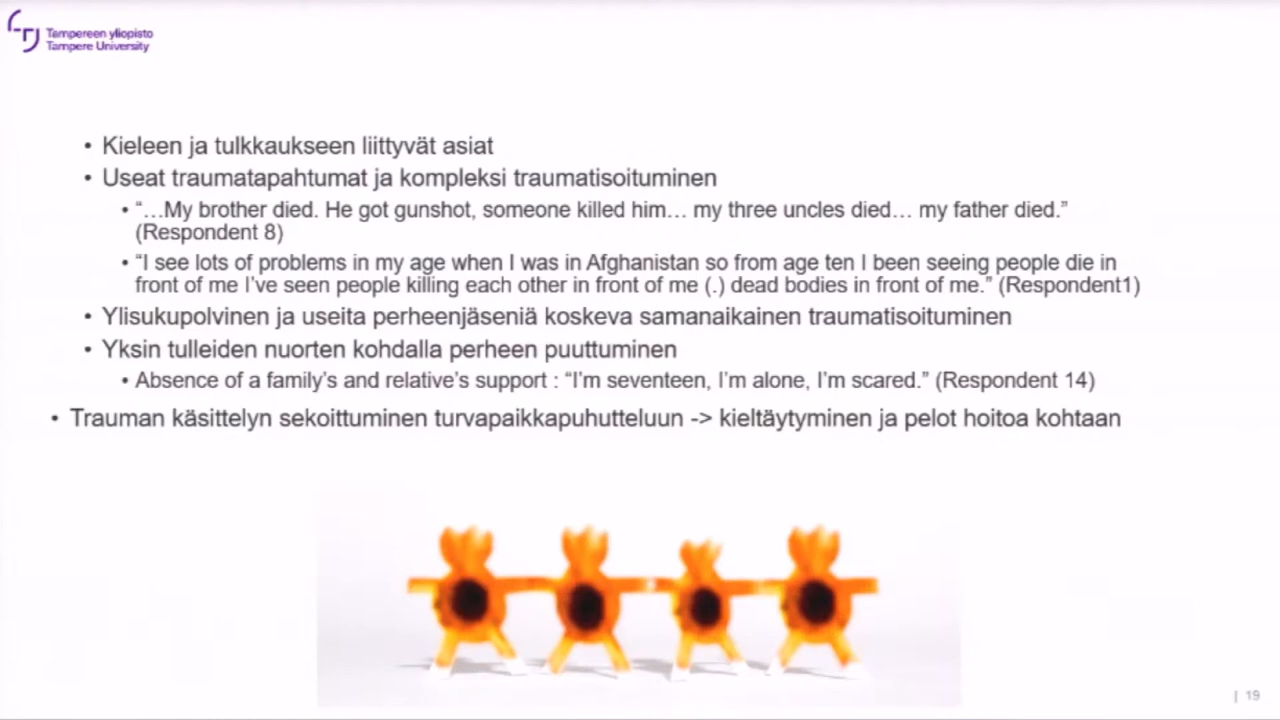 Tampereen yliopisto
Tampere University
• Kieleen ja tulkkaukseen liittyvät asiat
• Useat traumatapahtumat ja kompleksi traumatisoituminen
• “…My brother died. He got gunshot, someone killed him… my three uncles died… my father died.”
(Respondent 8)
• “I see lots of problems in my age when I was in Afghanistan so from age ten I been seeing people die in
front of me I’ve seen people killing each other in front of me (.) dead bodies in front of me.” (Respondent1)
• Ylisukupolvinen ja useita perheenjäseniä koskeva samanaikainen traumatisoituminen
• Yksin tulleiden nuorten kohdalla perheen puuttuminen
• Absence of a family’s and relative’s support : “I’m seventeen, I’m alone, I’m scared.” (Respondent 14)
• Trauman käsittelyn sekoittuminen turvapaikkapuhutteluun -> kieltäytyminen ja pelot hoitoa kohtaan
| 19